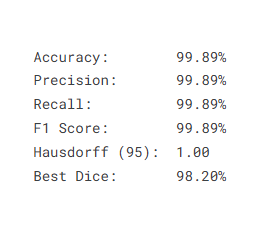 Accuracy: 99.89%
Precision: 99.89%
Recall: 99.89%
F1 Score: 99.89%
Hausdorff (95): 1.00
Best Dice: 98.20%